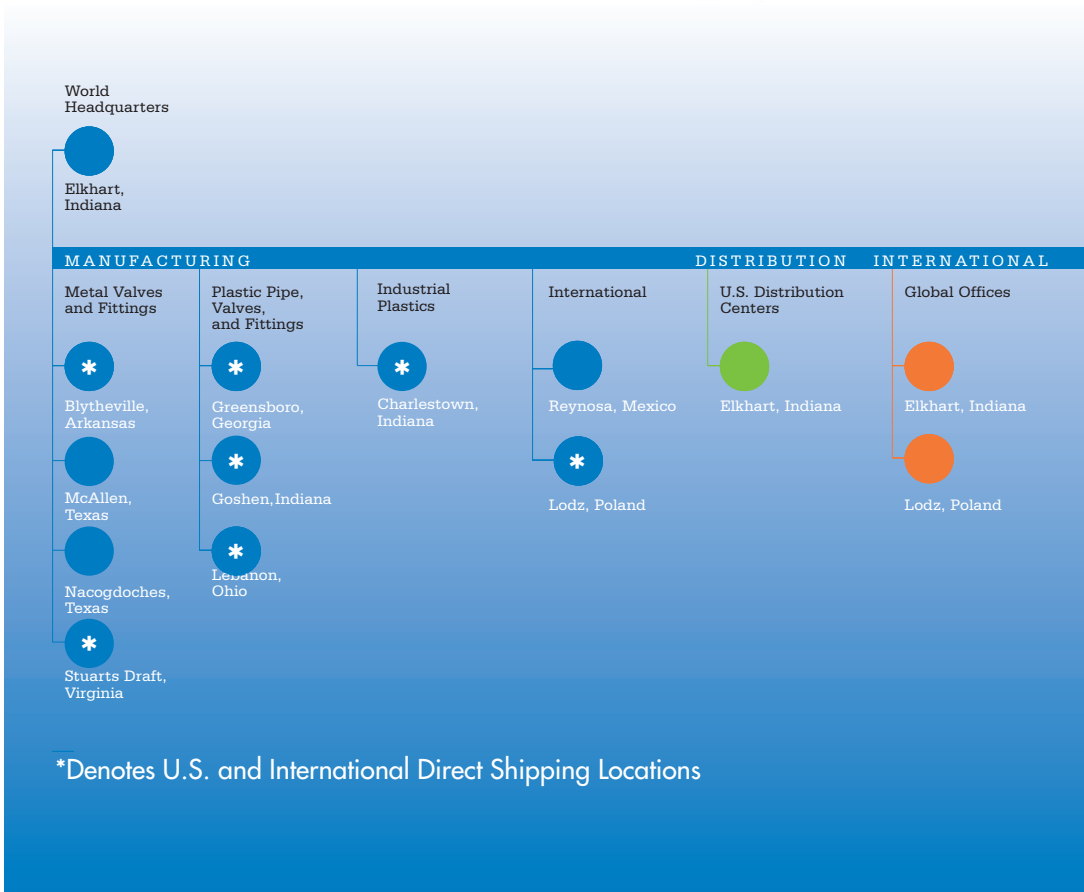 World
Headquarters
Elkhart,
Indiana
MANUFACTURING
DISTRIBUTION
INTERNATIONAL
Metal Valves
and Fittings
*
Blytheville,
Arkansas
McAllen,
Texas
Nacogdoches,
Texas
*
Stuarts Draft,
Virginia
Plastic Pipe,
Valves,
and Fittings
*
Greensboro,
Georgia
*
Goshen, Indiana
*
Lebanon,
Ohio
Industrial
Plastics
*
Charlestown,
Indiana
International
Reynosa, Mexico
*
Lodz, Poland
U.S. Distribution
Centers
Elkhart, Indiana
Global Offices
Elkhart, Indiana
Lodz, Poland
*Denotes U.S. and International Direct Shipping Locations